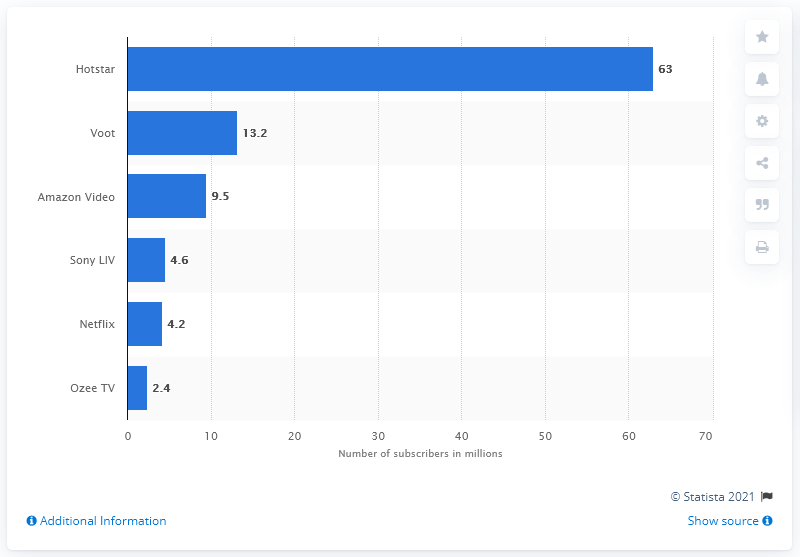 Hotstar 63
Voot 13.2
Amazon Video 9.5
Sony LIV 4.6
Netflix 4.2
Ozee TV 2.4
0 10 20 30 40 50 60 70
Number of subscribers in millions
© Statista 2021
Additional Information Show source